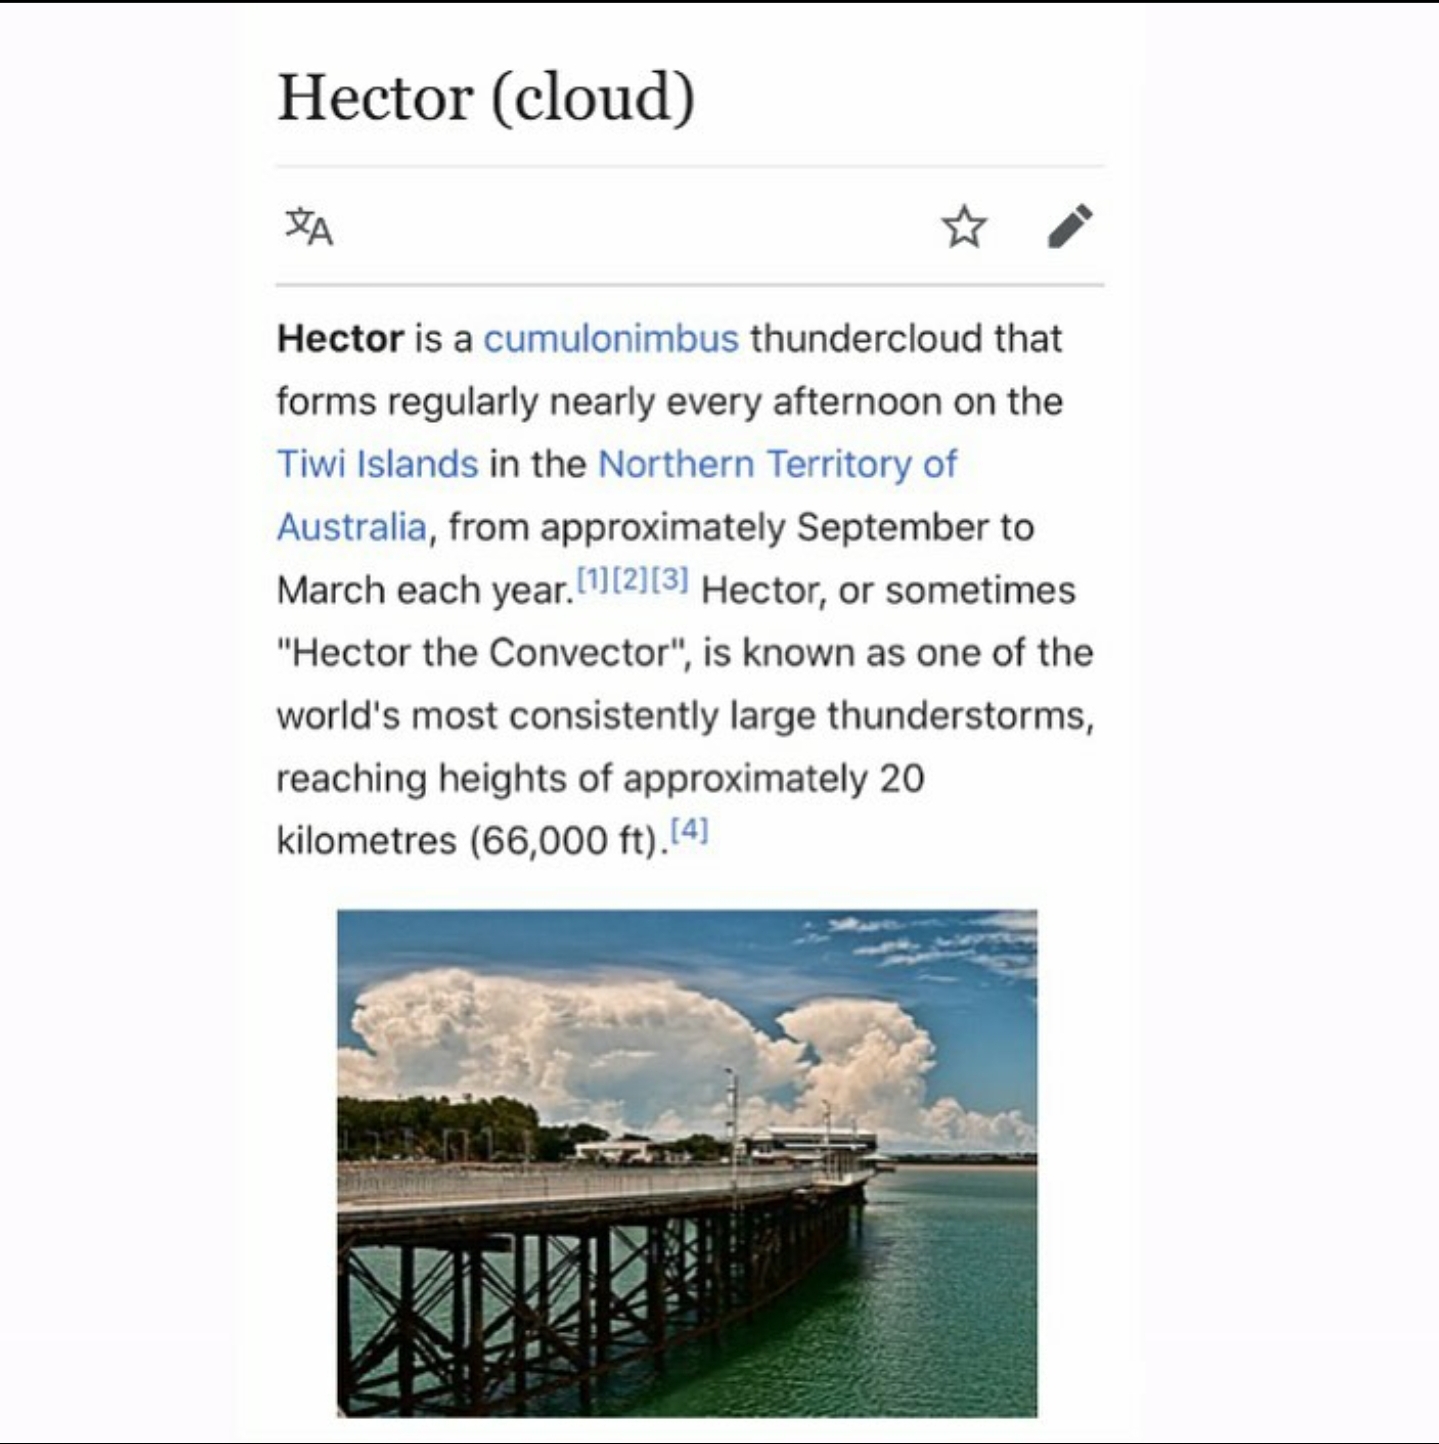 Hector (cloud)
文A
Hector is a cumulonimbus thundercloud that
forms regularly nearly every afternoon on the
Tiwi Islands in the Northern Territory of
Australia, from approximately September to
March each year.[1][2][3] Hector, or sometimes
"Hector the Convector", is known as one of the
world's most consistently large thunderstorms,
reaching heights of approximately 20
kilometres (66,000 ft).[4]